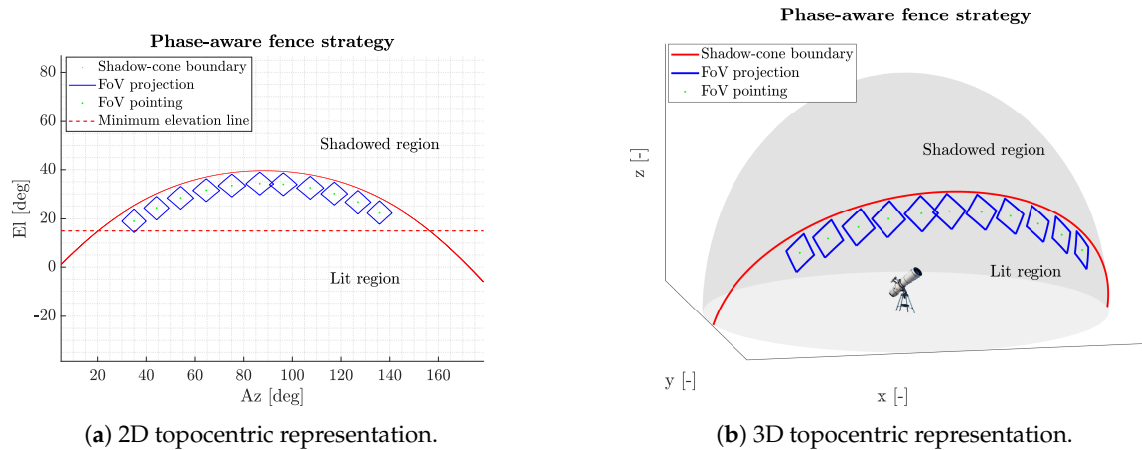 Phase-aware fence strategy
80
60
40
20
0
-20
El [deg]
Shadow-cone boundary
FoV projection
FoV pointing
Minimum elevation line
Shadowed region
Lit region
20 40 60 80 100 120 140 160
Az [deg]
(a) 2D topocentric representation.
Phase-aware fence strategy
Shadow-cone boundary
FoV projection
FoV pointing
Shadowed region
Lit region
z [-]
y [-]
x [-]
(b) 3D topocentric representation.